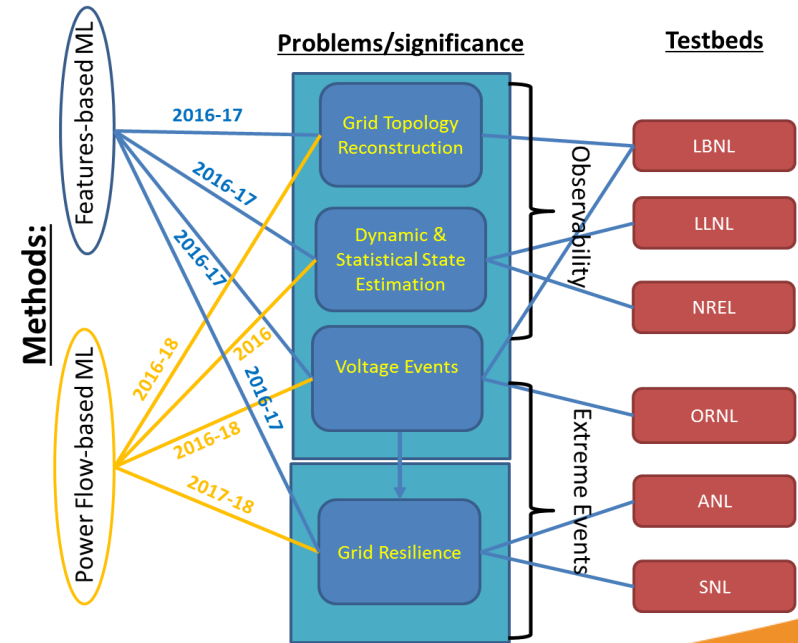 Problems/significance
Testbeds
Methods:
Features-based ML
Power Flow-based ML
2016-17
2016-17
2016-17
2016-17
2016-18
2016
2016-18
2017-18
Grid Topology
Reconstruction
Dynamic &
Statistical State
Estimation
Voltage Events
Grid Resilience
Observability
Extreme Events
LBNL
LLNL
NREL
ORNL
ANL
SNL